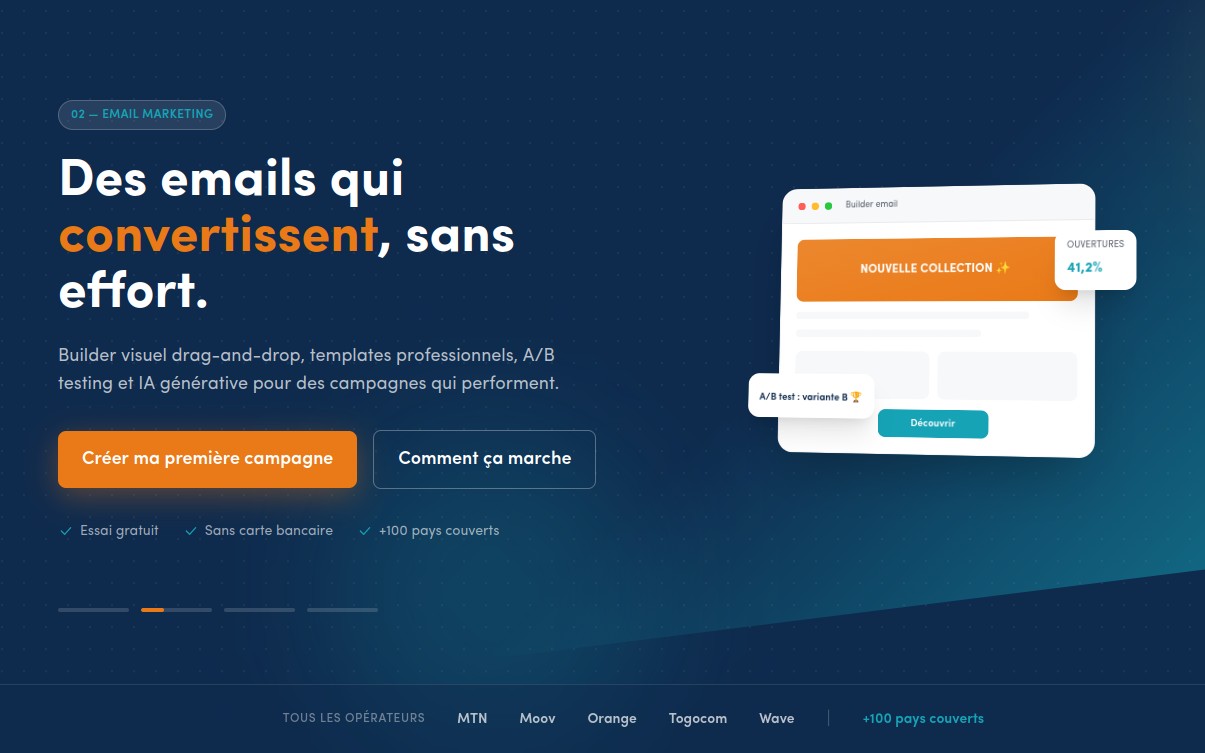 02 — EMAIL MARKETING
Des emails qui
convertissent, sans
effort.
Builder visuel drag-and-drop, templates professionnels, A/B
testing et IA générative pour des campagnes qui performent.
Créer ma première campagne
Comment ça marche
Essai gratuit
Sans carte bancaire
+100 pays couverts
Builder email
NOUVELLE COLLECTION ✨
OUVERTURES
41,2%
A/B test : variante B 🏆
Découvrir
TOUS LES OPÉRATEURS
MTN
Moov
Orange
Togocom
Wave
+100 pays couverts